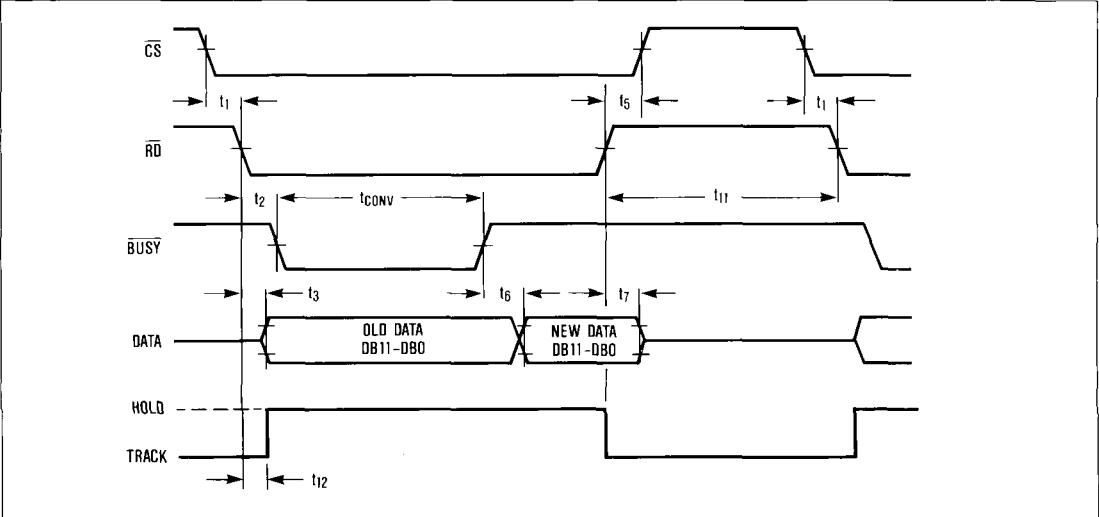 CS
t1 t5 t1
RD
t2 tCONV t11
BUSY
t3 t6 t7
DATA
OLD DATA
DB11-DB0
NEW DATA
DB11-DB0
HOLD
TRACK
t12